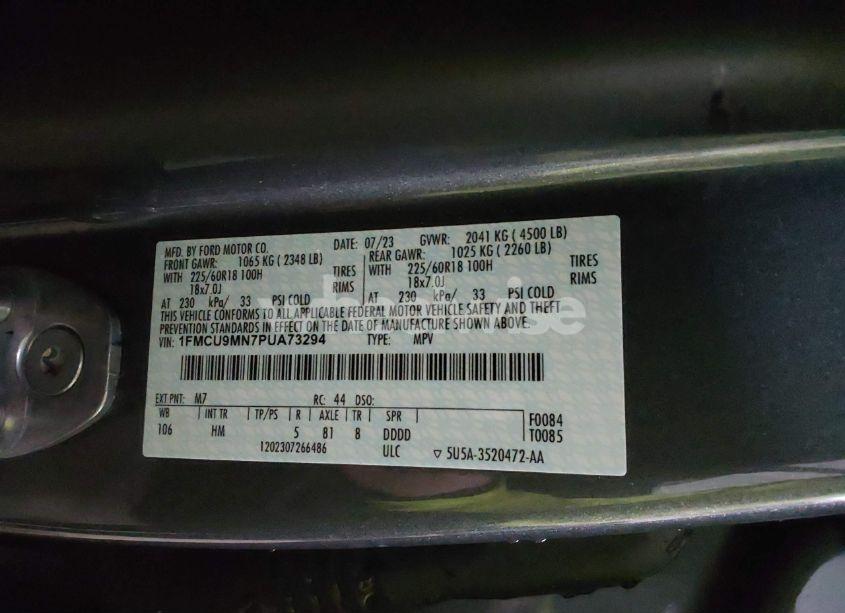 MFD. BY FORD MOTOR CO. DATE: 07/23 GVWR: 2041 KG ( 4500 LB)
FRONT GAWR: 1065 KG ( 2348 LB) REAR GAWR: 1025 KG ( 2260 LB)
WITH 225/60R18 100H TIRES WITH 225/60R18 100H TIRES
18x7.0J RIMS 18x7.0J RIMS
AT 230 kPa/ 33 PSI COLD AT 230 kPa/ 33 PSI COLD
THIS VEHICLE CONFORMS TO ALL APPLICABLE FEDERAL MOTOR VEHICLE SAFETY AND THEFT
PREVENTION STANDARDS IN EFFECT ON THE DATE OF MANUFACTURE SHOWN ABOVE.
VIN: 1FMCU9MN7PUA73294 TYPE: MPV
EXT PNT: M7 RC: 44 DSO:
WB INT TR TP/PS R AXLE TR SPR F0084
106 HM 5 81 8 DDDD T0085
1202307266486 ULC ▽ 5U5A-3520472-AA